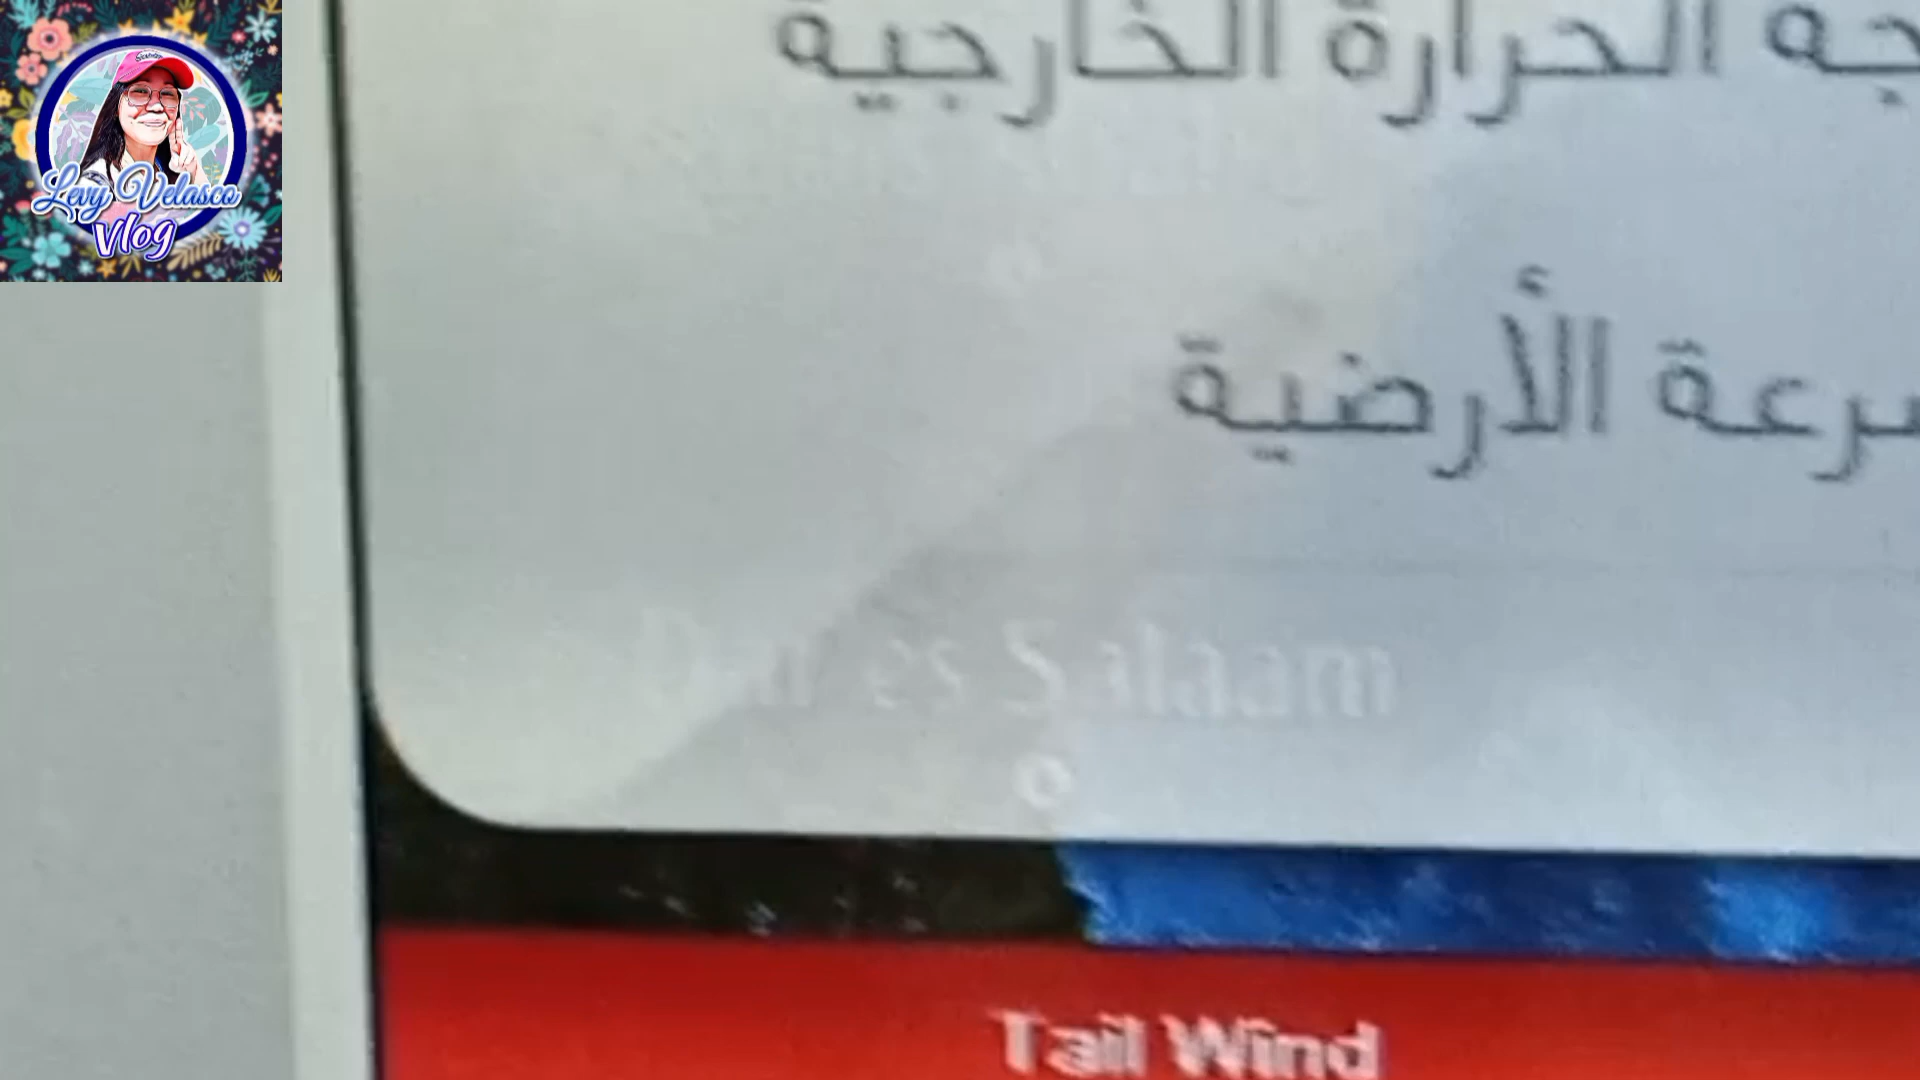 Levy Velasco
Vlog
الحرارة الخارجية
الأرضية
Dar es Salaam
Tail Wind